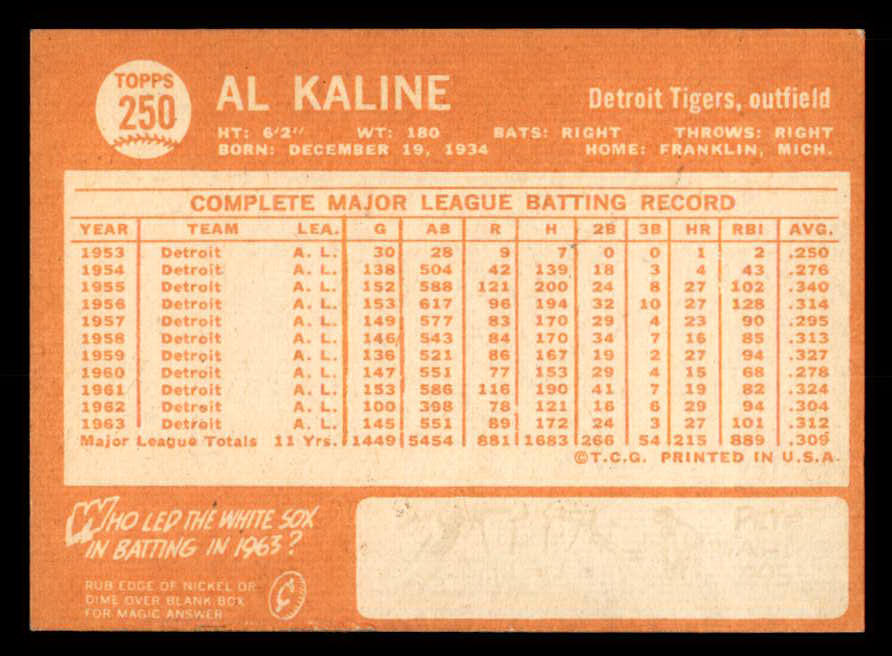 TOPPS
250
AL KALINE
Detroit Tigers, outfield
HT: 6'2" WT: 180 BATS: RIGHT THROWS: RIGHT
BORN: DECEMBER 19, 1934 HOME: FRANKLIN, MICH.
COMPLETE MAJOR LEAGUE BATTING RECORD
YEAR TEAM LEA. G AB R H 2B 3B HR RBI AVG.
1953 Detroit A. L. 30 28 9 7 0 0 1 2 .250
1954 Detroit A. L. 138 504 42 139 18 3 4 43 .276
1955 Detroit A. L. 152 588 121 200 24 8 27 102 .340
1956 Detroit A. L. 153 617 96 194 32 10 27 128 .314
1957 Detroit A. L. 149 577 83 170 29 4 23 90 .295
1958 Detroit A. L. 146 543 84 170 34 7 16 85 .313
1959 Detroit A. L. 136 521 86 167 19 2 27 94 .327
1960 Detroit A. L. 147 551 77 153 29 4 15 68 .278
1961 Detroit A. L. 153 586 116 190 41 7 19 82 .324
1962 Detroit A. L. 100 398 78 121 16 6 29 94 .304
1963 Detroit A. L. 145 551 89 172 24 3 27 101 .312
Major League Totals 11 Yrs. 1449 5454 881 1683 266 54 215 889 .309
©T.C.G. PRINTED IN U.S.A.
WHO LED THE WHITE SOX
IN BATTING IN 1963?
RUB EDGE OF NICKEL OR
DIME OVER BLANK BOX
FOR MAGIC ANSWER